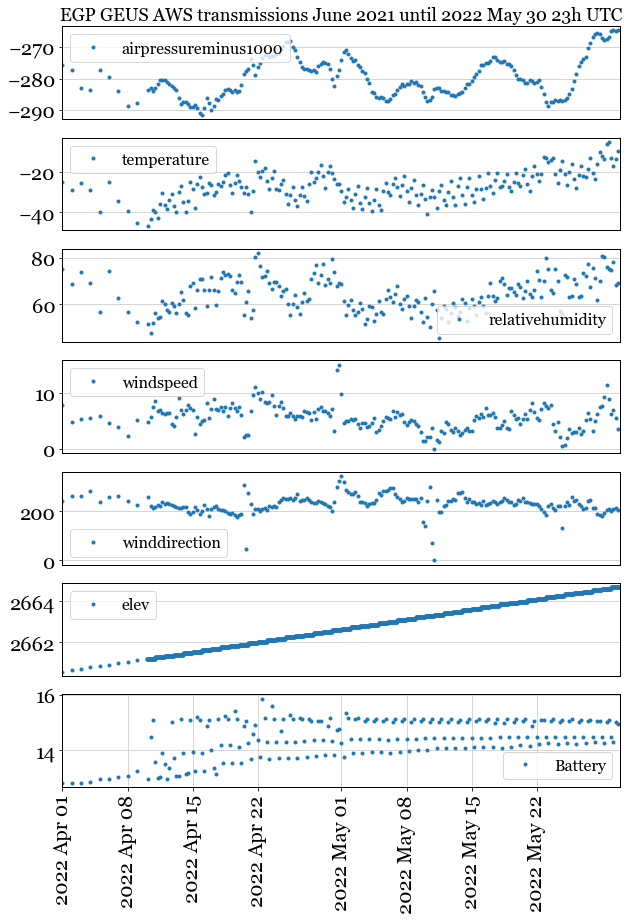 EGP GEUS AWS transmissions June 2021 until 2022 May 30 23h UTC
airpressureminus1000
−270
−280
−290
temperature
−20
−40
80
60
relativehumidity
windspeed
10
0
200
winddirection
0
elev
2664
2662
16
14
Battery
2022 Apr 01
2022 Apr 08
2022 Apr 15
2022 Apr 22
2022 May 01
2022 May 08
2022 May 15
2022 May 22